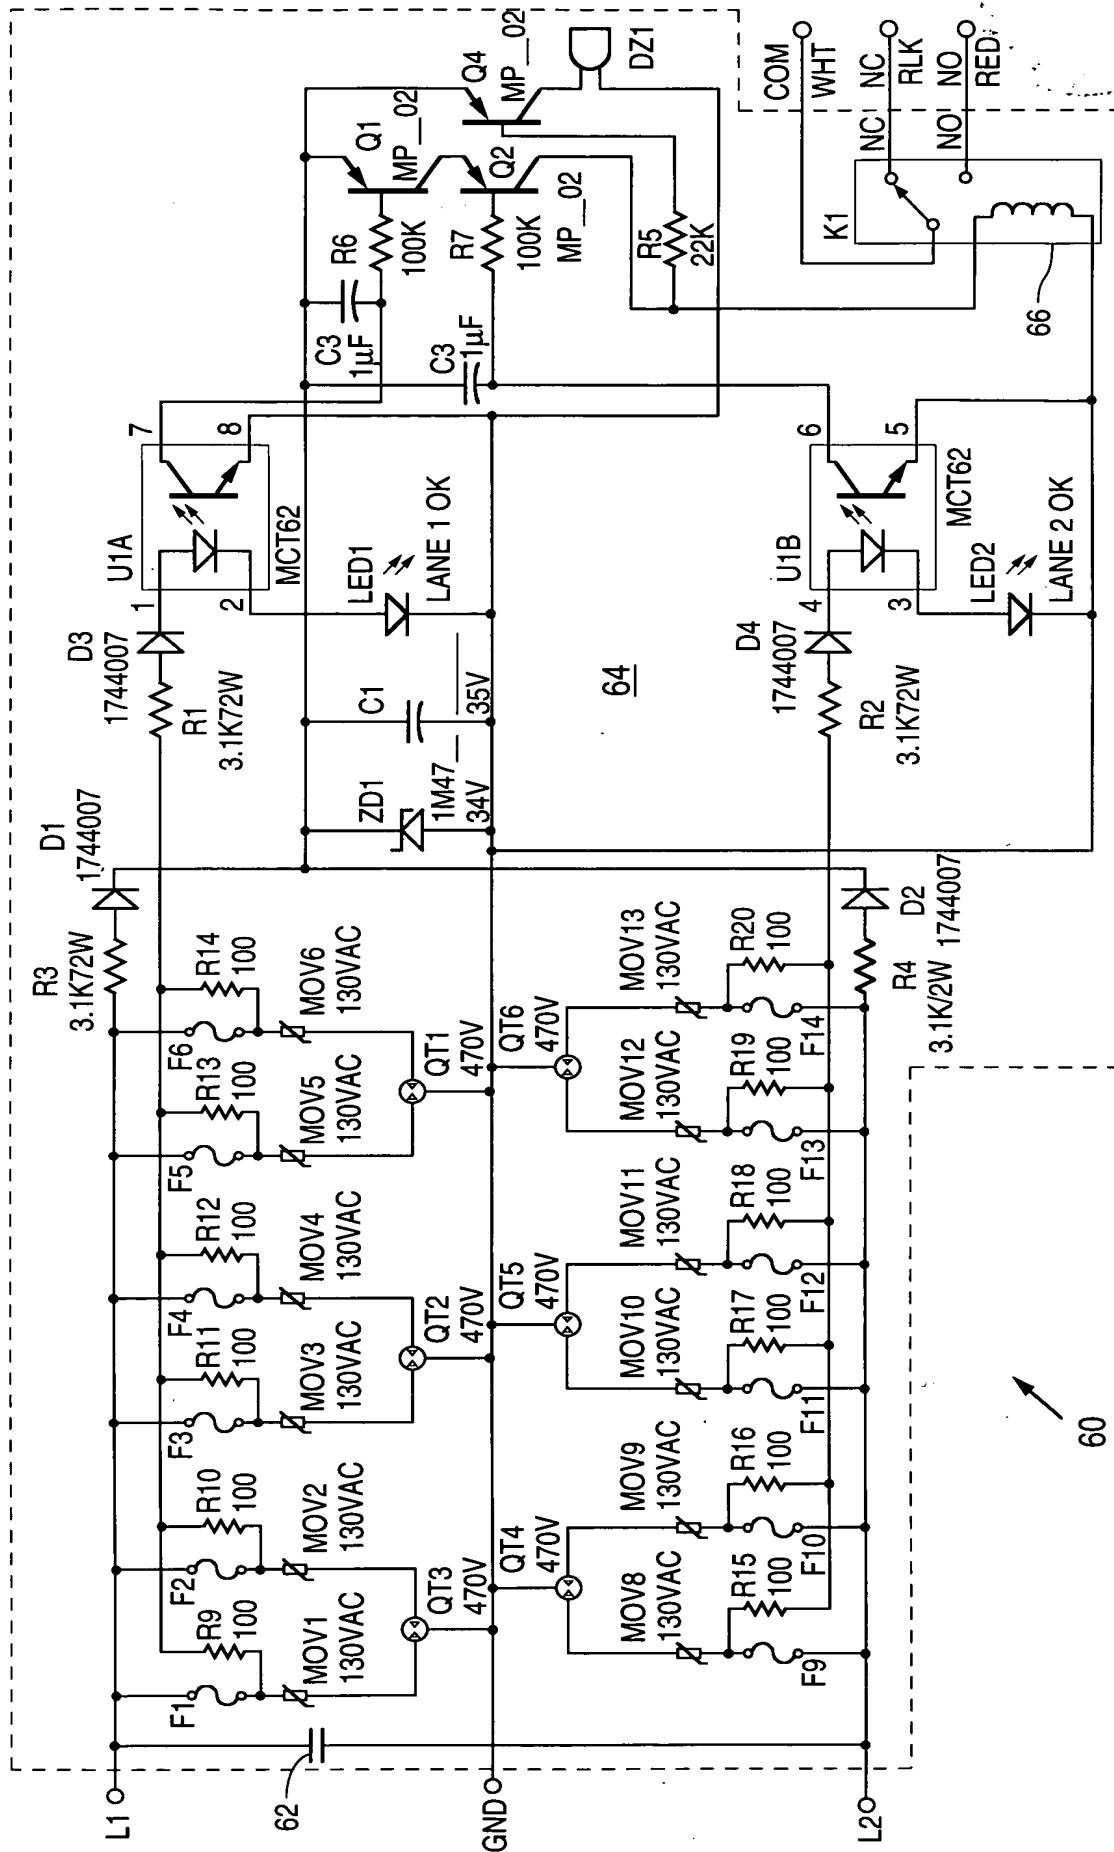 L1
62
GND
L2
R3
3.1K72W
D1
1744007
F1
R9
100
F2
R10
100
F3
R11
100
F4
R12
100
F5
R13
100
F6
R14
100
MOV1
130VAC
MOV2
130VAC
MOV3
130VAC
MOV4
130VAC
MOV5
130VAC
MOV6
130VAC
QT3
470V
QT2
470V
QT1
470V
QT4
470V
QT5
470V
QT6
470V
MOV8
130VAC
MOV9
130VAC
MOV10
130VAC
MOV11
130VAC
MOV12
130VAC
MOV13
130VAC
F9
R15
100
F10
R16
100
F11
R17
100
F12
R18
100
F13
R19
100
F14
R20
100
R4
3.1K/2W
D2
1744007
R1
3.1K72W
D3
1744007
1
2
U1A
MCT62
7
8
LED1
LANE 1 OK
ZD1
1M47__
34V
C1
35V
64
R2
3.1K72W
D4
1744007
4
3
U1B
MCT62
6
5
LED2
LANE 2 OK
C3
1µF
R6
100K
Q1
MP__02
C3
1µF
R7
100K
Q2
MP__02
Q4
MP__02
DZ1
R5
22K
K1
66
NC
NO
COM
WHT
NC
RLK
NO
RED
60